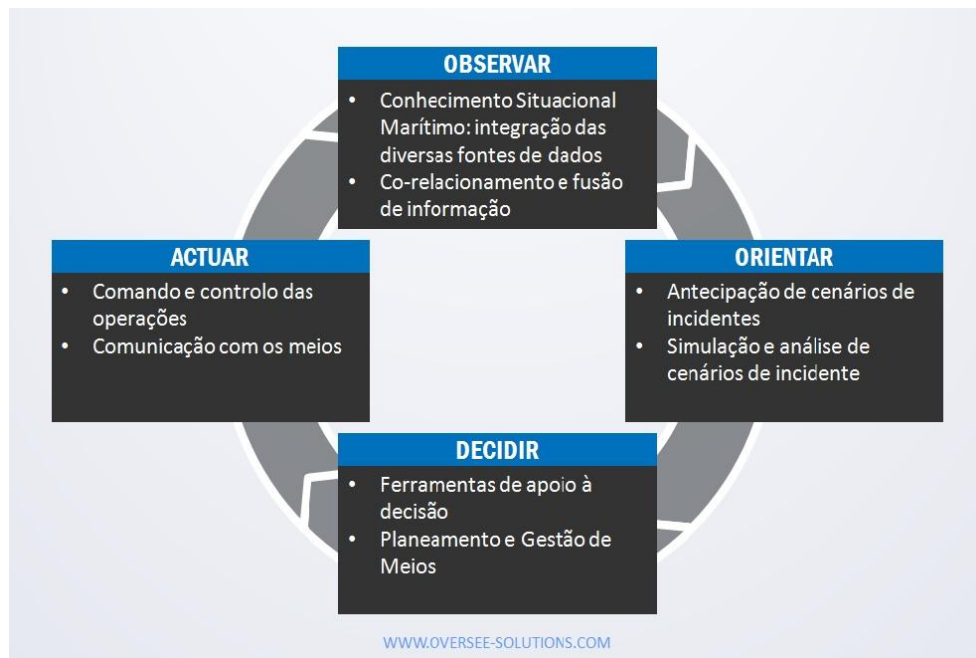 OBSERVAR
• Conhecimento Situacional
Marítimo: integração das
diversas fontes de dados
• Co-relacionamento e fusão
de informação
ACTUAR
• Comando e controlo das
operações
• Comunicação com os meios
ORIENTAR
• Antecipação de cenários de
incidentes
• Simulação e análise de
cenários de incidente
DECIDIR
• Ferramentas de apoio à
decisão
• Planeamento e Gestão de
Meios
WWW.OVERSEE-SOLUTIONS.COM